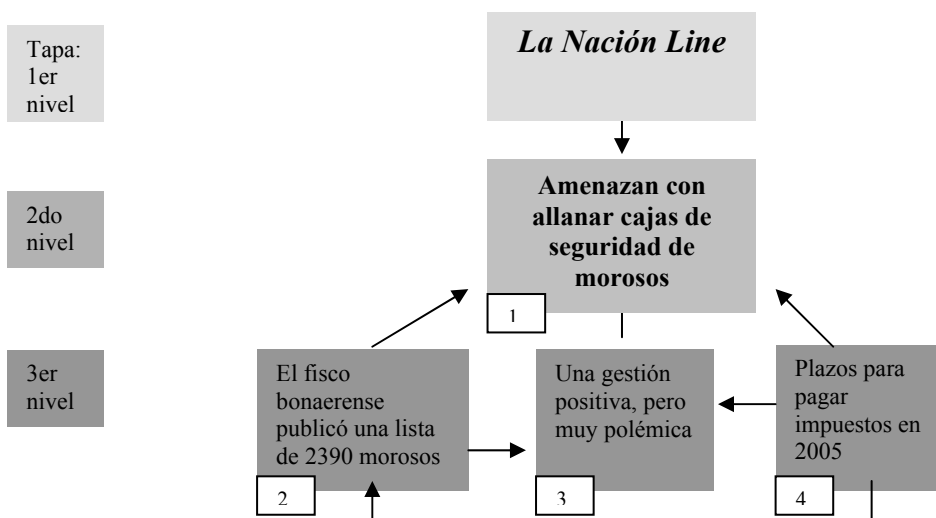 Tapa:
1er
nivel
La Nación Line
2do
nivel
Amenazan con
allanar cajas de
seguridad de
morosos
1
3er
nivel
El fisco
bonaerense
publicó una lista
de 2390 morosos
2
Una gestión
positiva, pero
muy polémica
3
Plazos para
pagar
impuestos en
2005
4